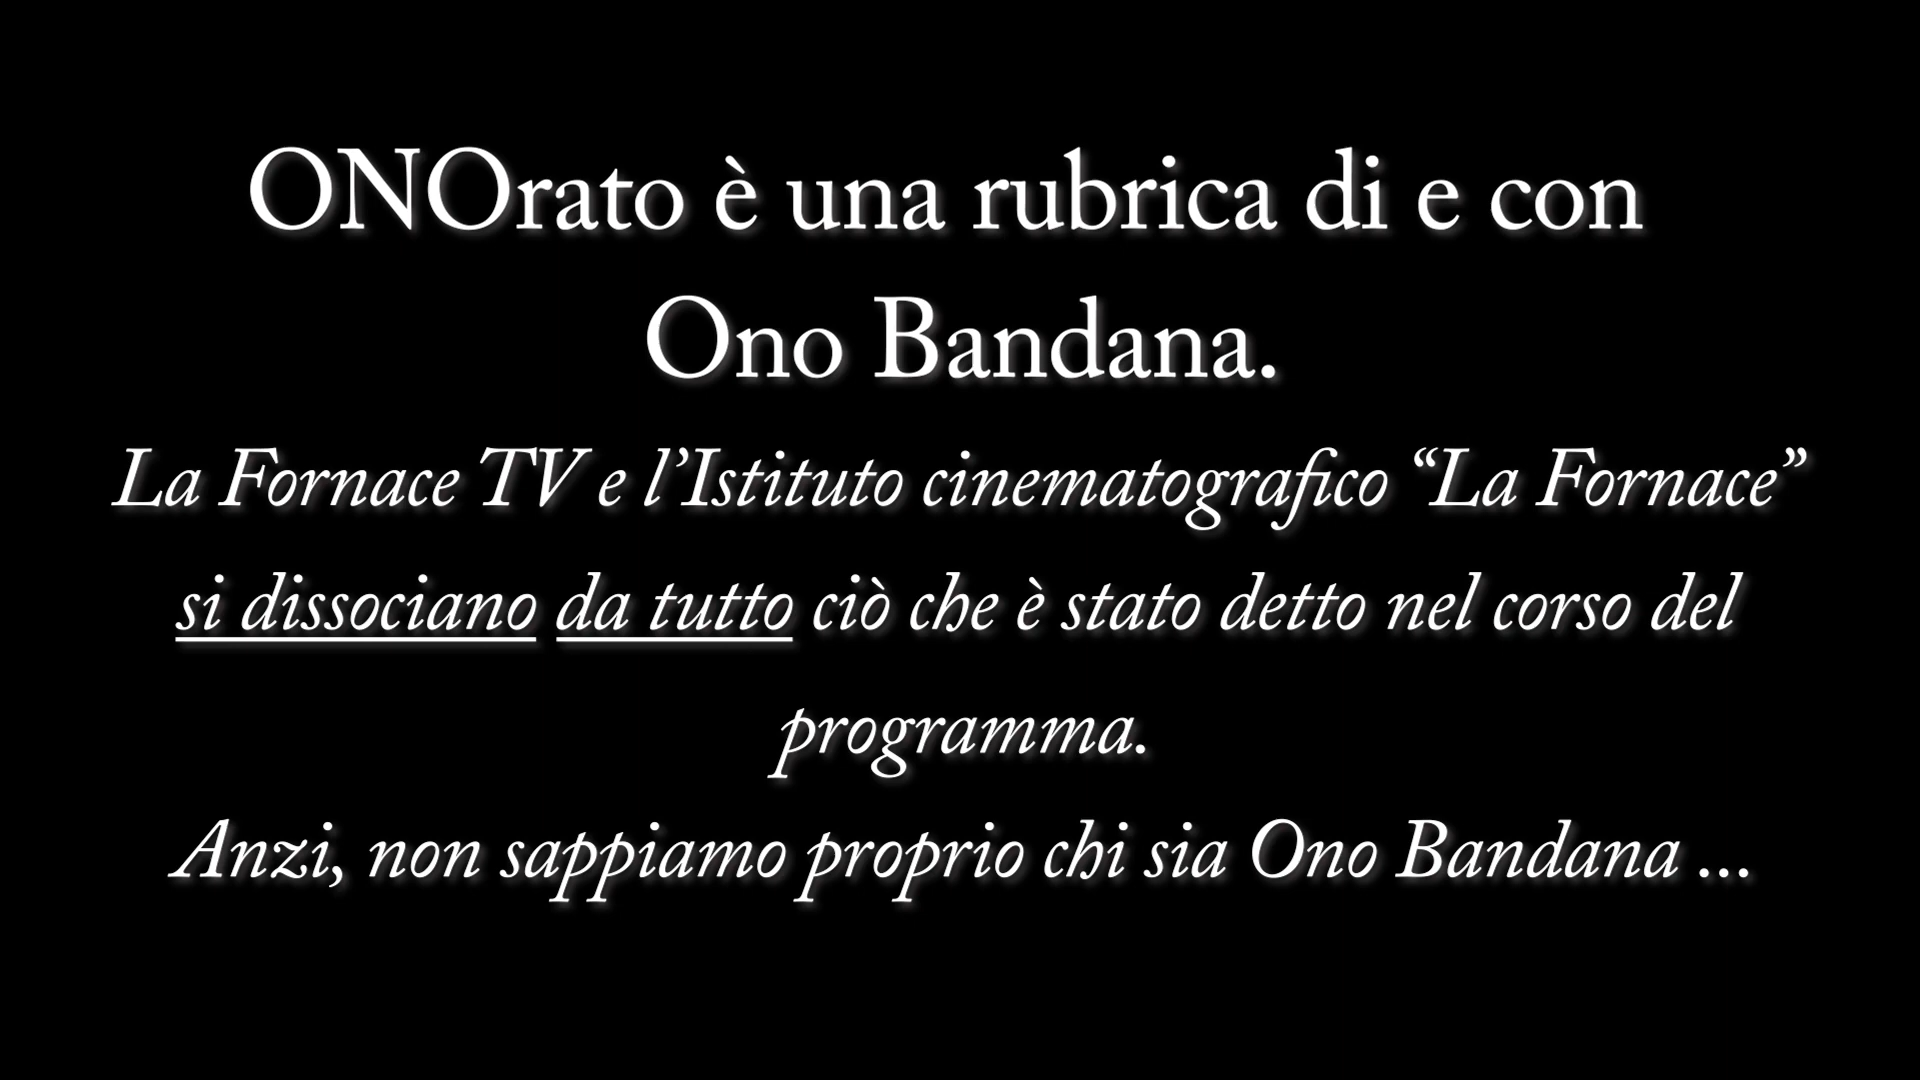 ONOrato è una rubrica di e con
Ono Bandana.
La Fornace TV e l’Istituto cinematografico “La Fornace”
si dissociano da tutto ciò che è stato detto nel corso del
programma.
Anzi, non sappiamo proprio chi sia Ono Bandana ...